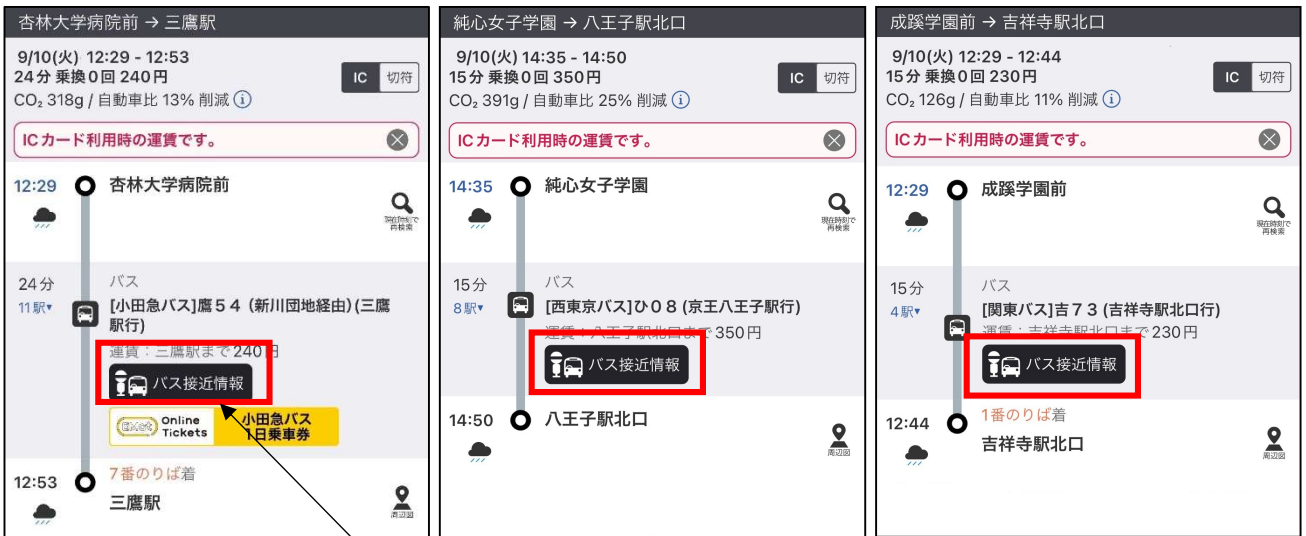 杏林大学病院前 → 三鷹駅
9/10(火) 12:29 - 12:53
24分 乗換0回 240円
IC 切符
CO₂ 318g / 自動車比 13% 削減 i
ICカード利用時の運賃です。
12:29 杏林大学病院前
現在時刻で
再検索
24分 バス
11駅▾ [小田急バス]鷹54 (新川団地経由)(三鷹
駅行)
運賃：三鷹駅まで240円
バス接近情報
EMot Online
Tickets
小田急バス
1日乗車券
7番のりば着
12:53 三鷹駅
周辺図
純心女子学園 → 八王子駅北口
9/10(火) 14:35 - 14:50
15分 乗換0回 350円
IC 切符
CO₂ 391g / 自動車比 25% 削減 i
ICカード利用時の運賃です。
14:35 純心女子学園
現在時刻で
再検索
15分 バス
8駅▾ [西東京バス]ひ08 (京王八王子駅行)
運賃：八王子駅北口まで350円
バス接近情報
14:50 八王子駅北口
周辺図
成蹊学園前 → 吉祥寺駅北口
9/10(火) 12:29 - 12:44
15分 乗換0回 230円
IC 切符
CO₂ 126g / 自動車比 11% 削減 i
ICカード利用時の運賃です。
12:29 成蹊学園前
現在時刻で
再検索
15分 バス
4駅▾ [関東バス]吉73 (吉祥寺駅北口行)
運賃：吉祥寺駅北口まで230円
バス接近情報
1番のりば着
12:44 吉祥寺駅北口
周辺図